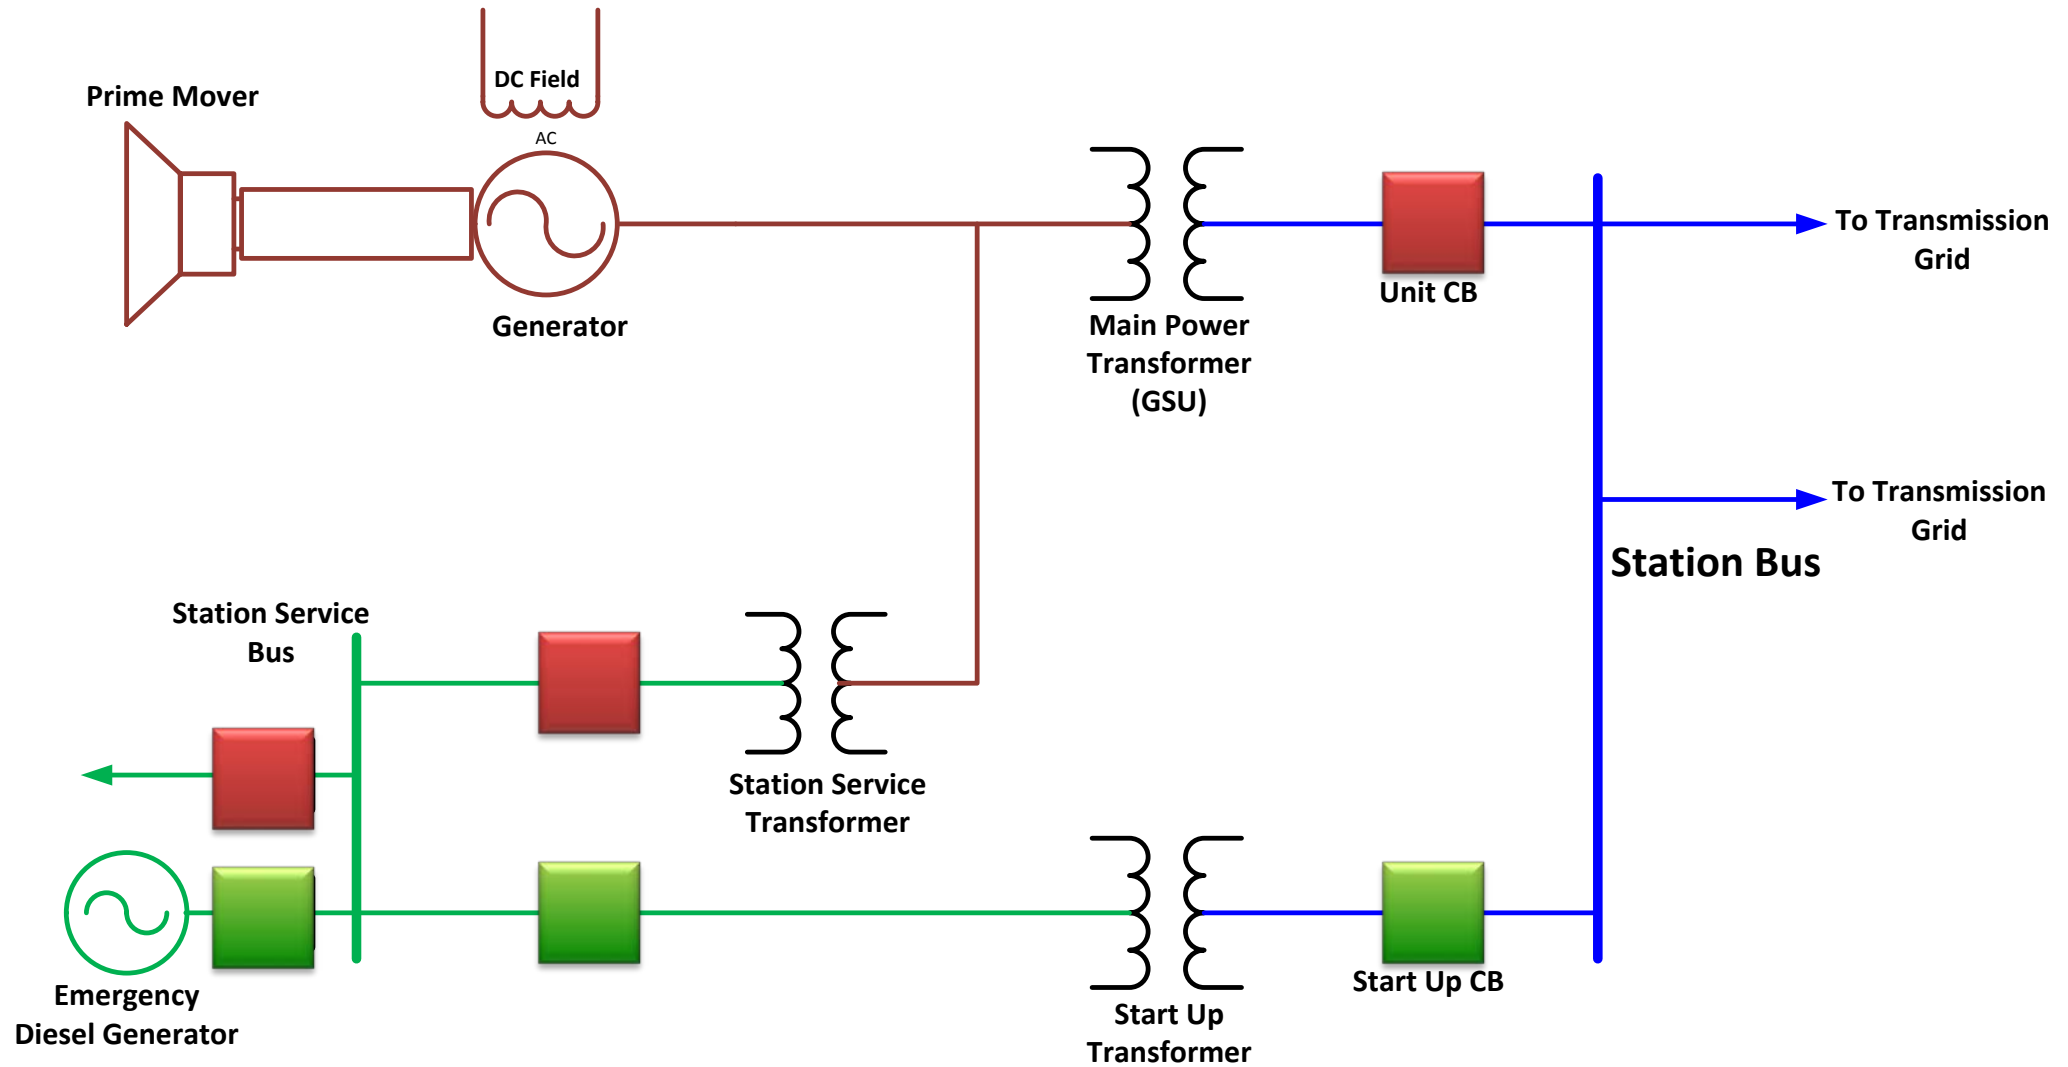 DC Field
Prime Mover
AC
Generator
Main Power
Transformer
(GSU)
Unit CB
To Transmission
Grid
To Transmission
Grid
Station Bus
Station Service
Bus
Station Service
Transformer
Emergency
Diesel Generator
Start Up
Transformer
Start Up CB